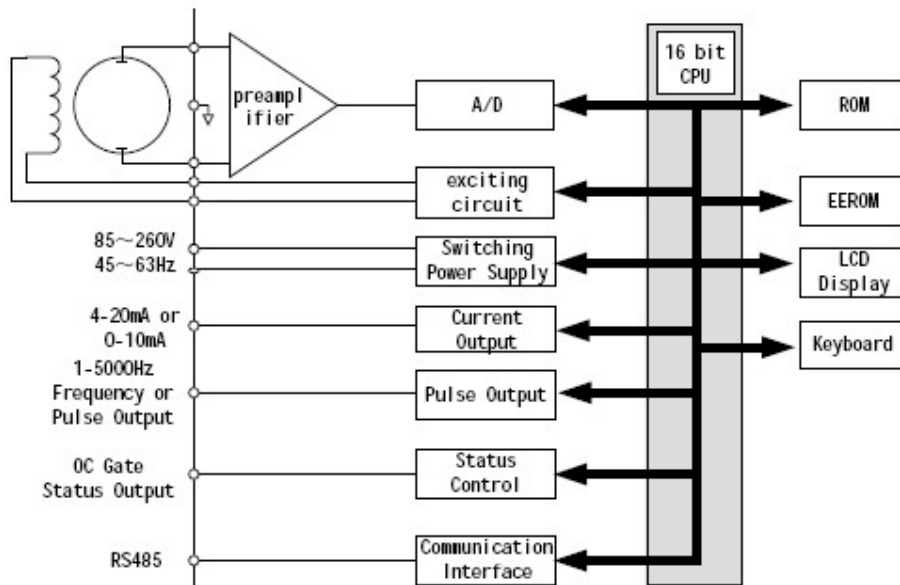 16 bit
CPU
preampl
ifier
A/D
ROM
exciting
circuit
EEROM
85～260V
45～63Hz
Switching
Power Supply
LCD
Display
4-20mA or
0-10mA
Current
Output
Keyboard
1-5000Hz
Frequency or
Pulse Output
Pulse Output
OC Gate
Status Output
Status
Control
RS485
Communication
Interface